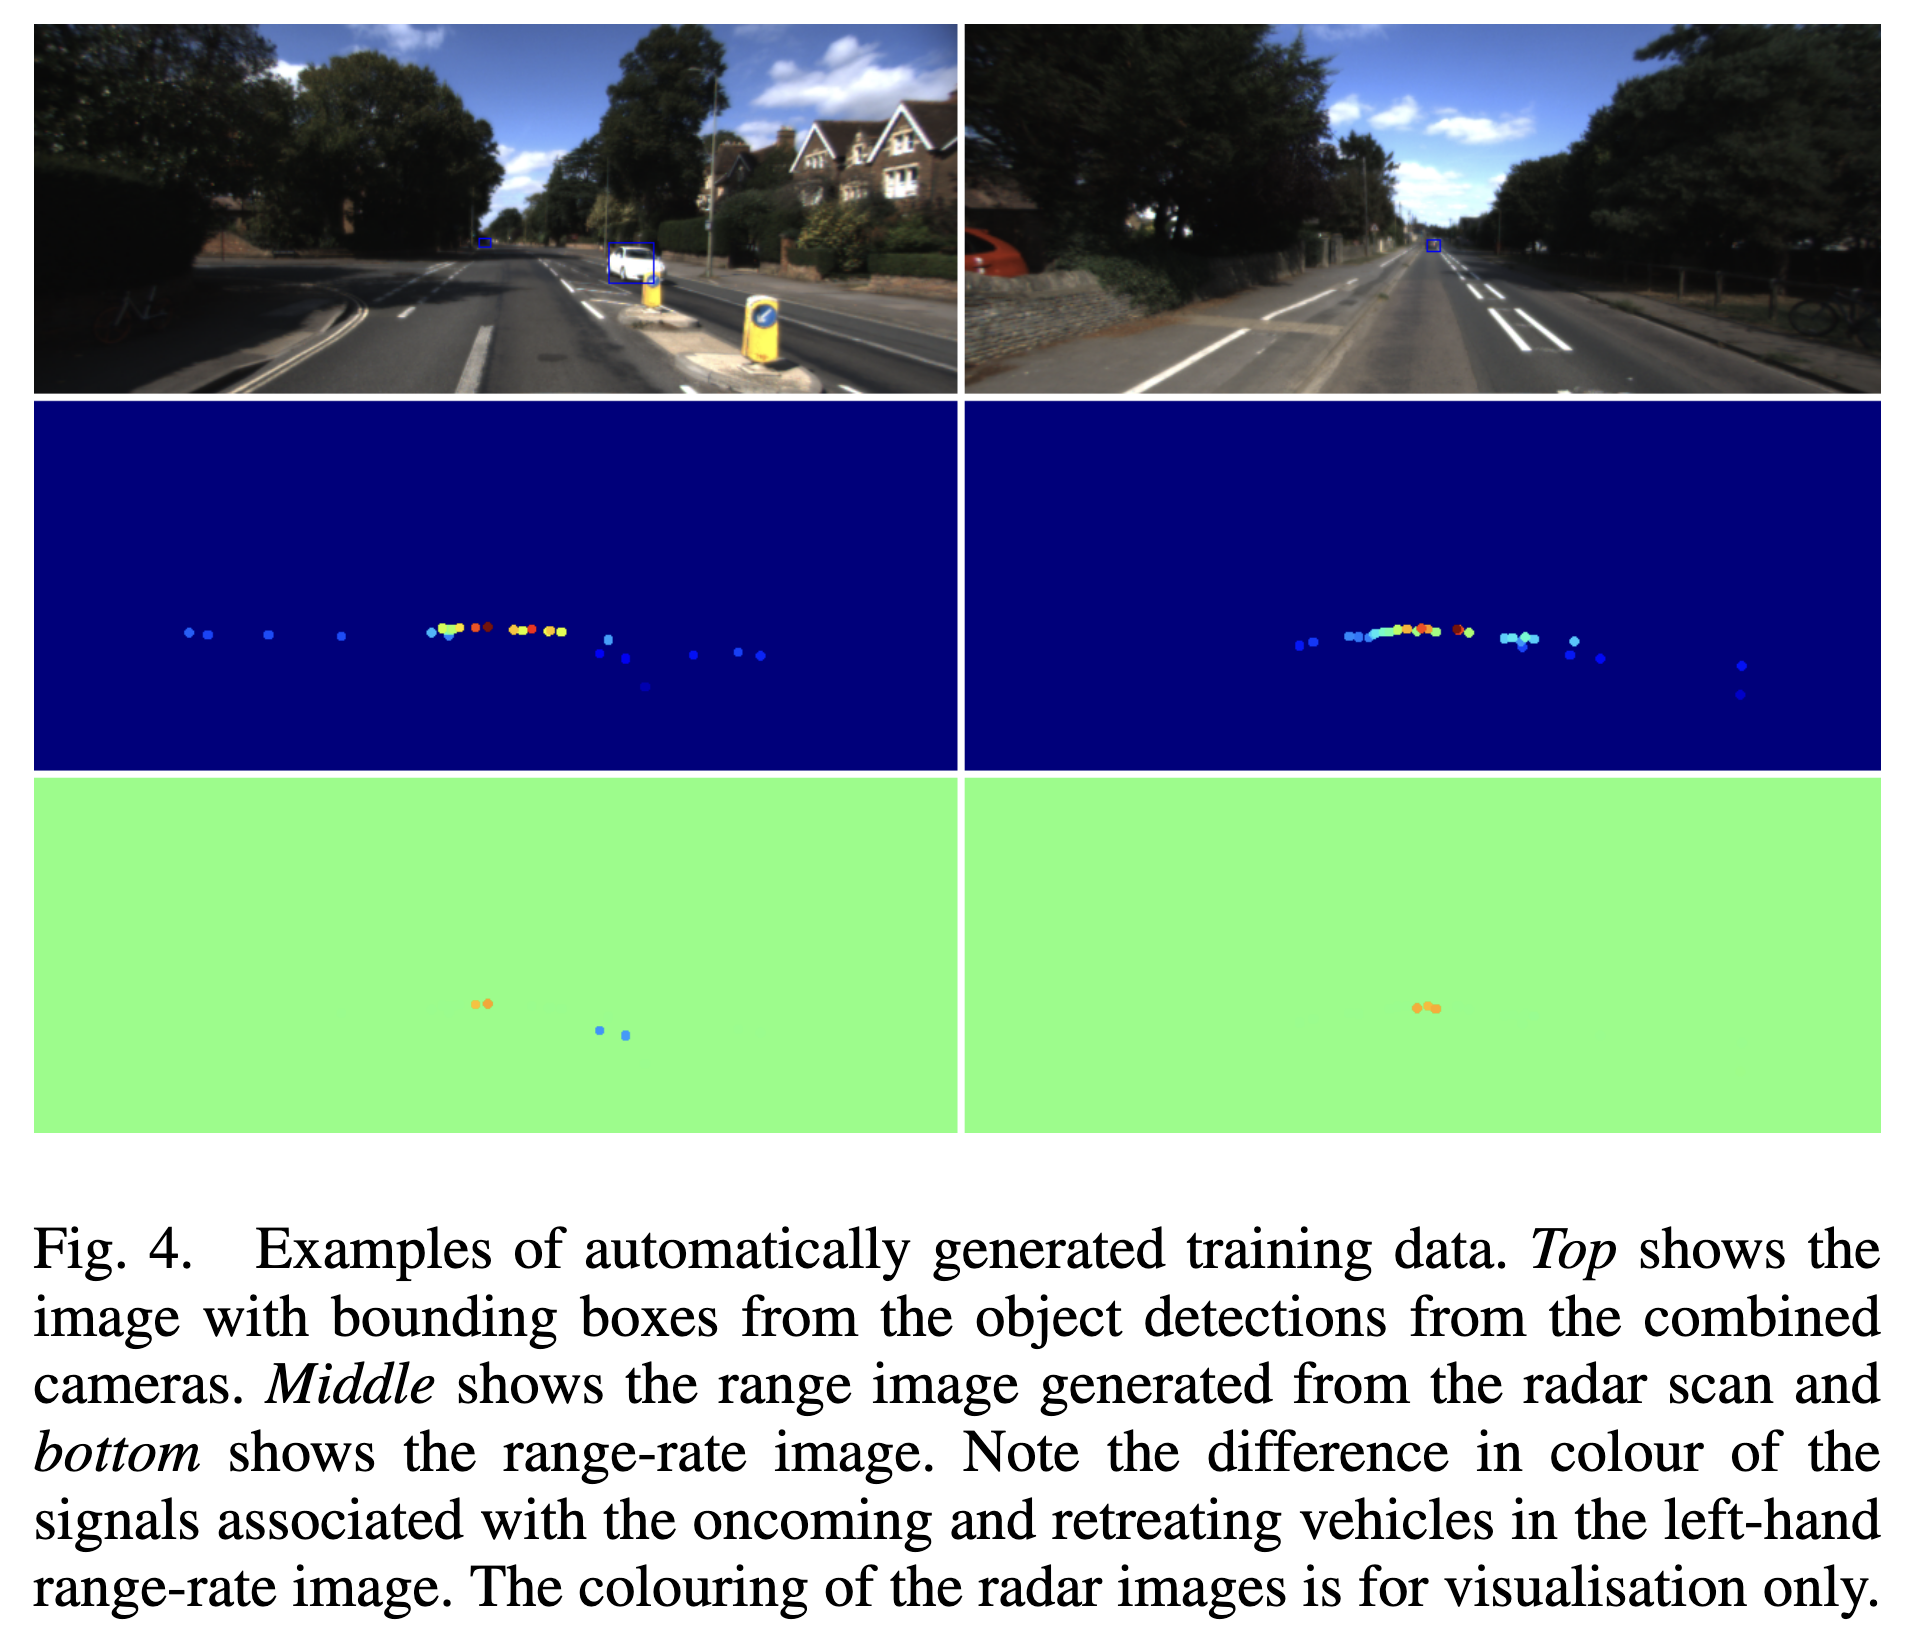 Fig. 4. Examples of automatically generated training data. Top shows the
image with bounding boxes from the object detections from the combined
cameras. Middle shows the range image generated from the radar scan and
bottom shows the range-rate image. Note the difference in colour of the
signals associated with the oncoming and retreating vehicles in the left-hand
range-rate image. The colouring of the radar images is for visualisation only.